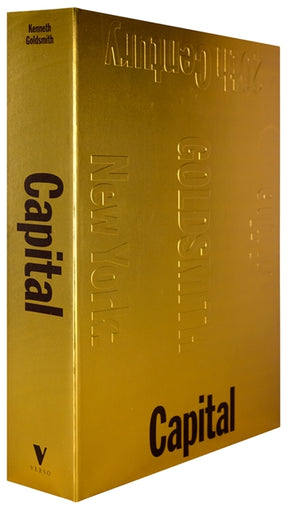 Kenneth
Goldsmith
Capital
V
VERSO
20th Century
GOLDSMITH
New York:
Capital